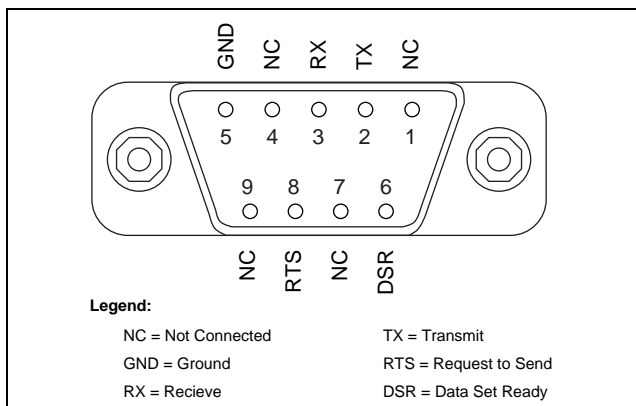 GND NC RX TX NC
5 4 3 2 1
9 8 7 6
NC RTS NC DSR
Legend:
NC = Not Connected
GND = Ground
RX = Recieve
TX = Transmit
RTS = Request to Send
DSR = Data Set Ready